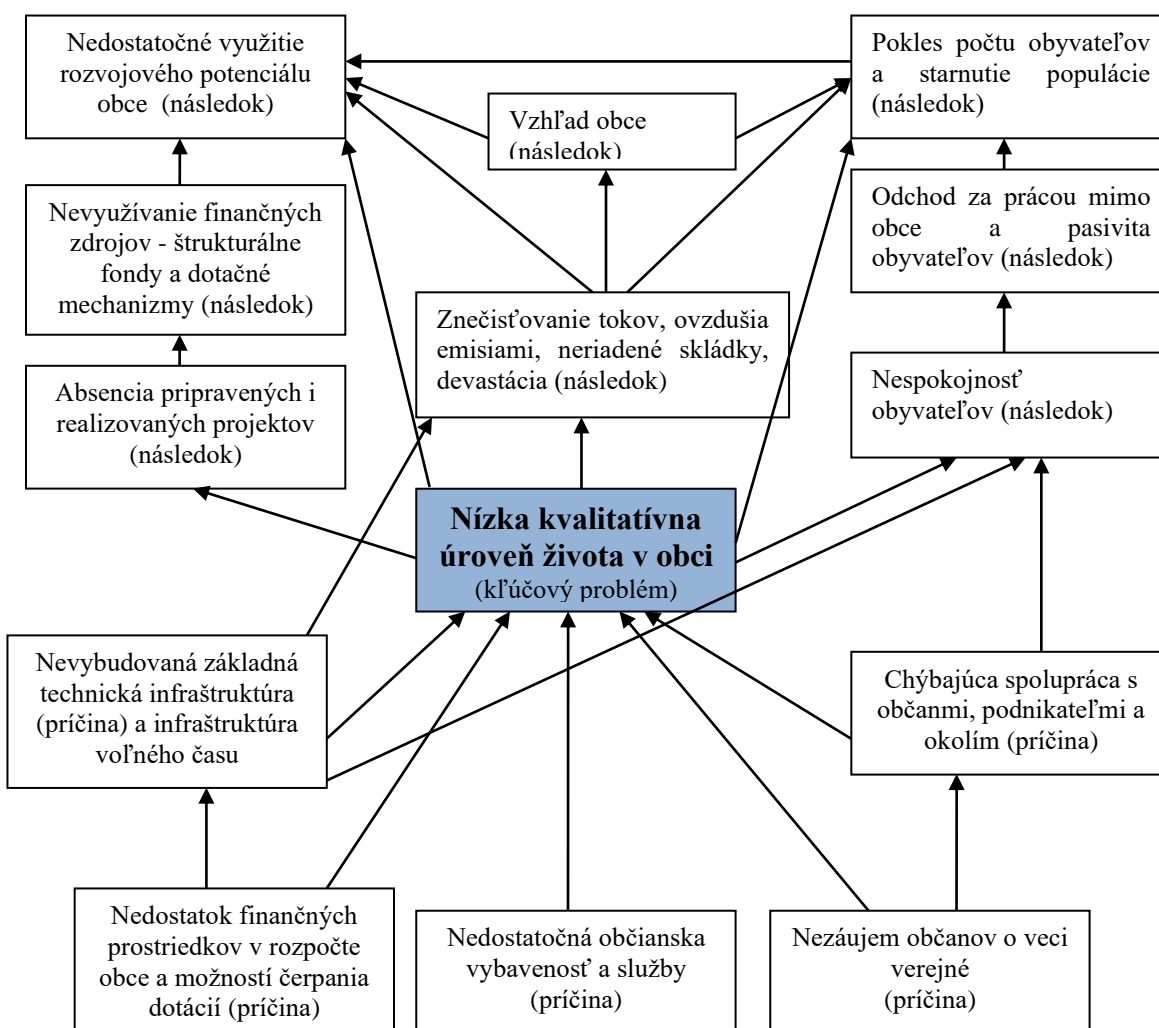 Nedostatočné využitie
rozvojového potenciálu
obce (následok)
Pokles počtu obyvateľov
a starnutie populácie
(následok)
Vzhľad obce
(následok)
Nevyužívanie finančných
zdrojov - štrukturálne
fondy a dotačné
mechanizmy (následok)
Odchod za prácou mimo
obce a pasivita
obyvateľov (následok)
Znečisťovanie tokov, ovzdušia
emisiami, neriadené skládky,
devastácia (následok)
Absencia pripravených i
realizovaných projektov
(následok)
Nespokojnosť
obyvateľov (následok)
Nízka kvalitatívna
úroveň života v obci
(kľúčový problém)
Nevybudovaná základná
technická infraštruktúra
(príčina) a infraštruktúra
voľného času
Chýbajúca spolupráca s
občanmi, podnikateľmi a
okolím (príčina)
Nedostatok finančných
prostriedkov v rozpočte
obce a možností čerpania
dotácií (príčina)
Nedostatočná občianska
vybavenosť a služby
(príčina)
Nezáujem občanov o veci
verejné
(príčina)